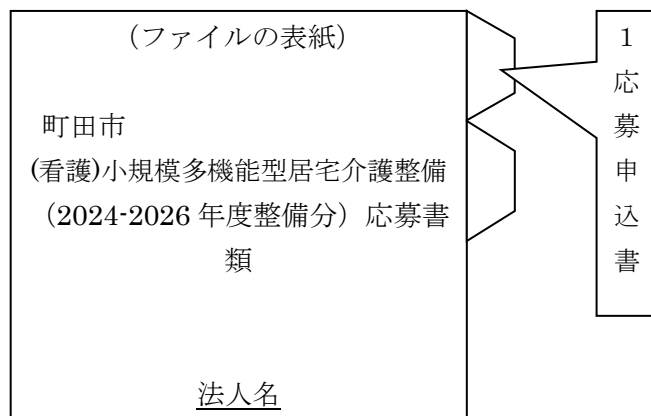 (ファイルの表紙)
町田市
(看護)小規模多機能型居宅介護整備
（2024-2026 年度整備分）応募書
類
法人名
1
応
募
申
込
書